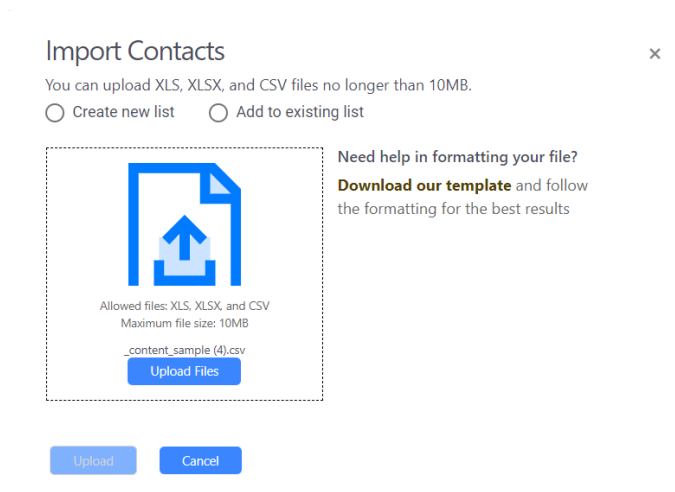 Import Contacts
You can upload XLS, XLSX, and CSV files no longer than 10MB.
Create new list
Add to existing list
Need help in formatting your file?
Download our template and follow
the formatting for the best results
Allowed files: XLS, XLSX, and CSV
Maximum file size: 10MB
_content_sample (4).csv
Upload Files
Upload
Cancel